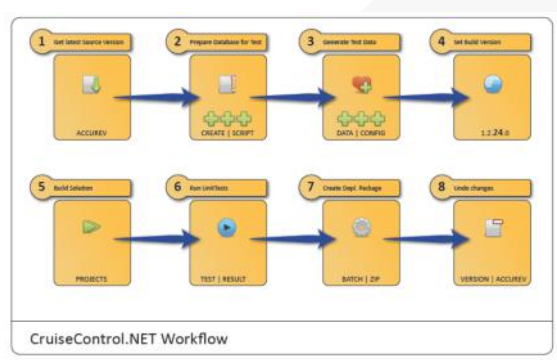 1 Get latest Source Version
2 Prepare Database for Test
3 Generate Test Data
4 Set Build Version
ACCUREV
CREATE | SCRIPT
DATA | CONFIG
1.2.24.0
5 Build Solution
6 Run UnitTests
7 Create Depl. Package
8 Undo changes
PROJECTS
TEST | RESULT
BATCH | ZIP
VERSION | ACCUREV
CruiseControl.NET Workflow